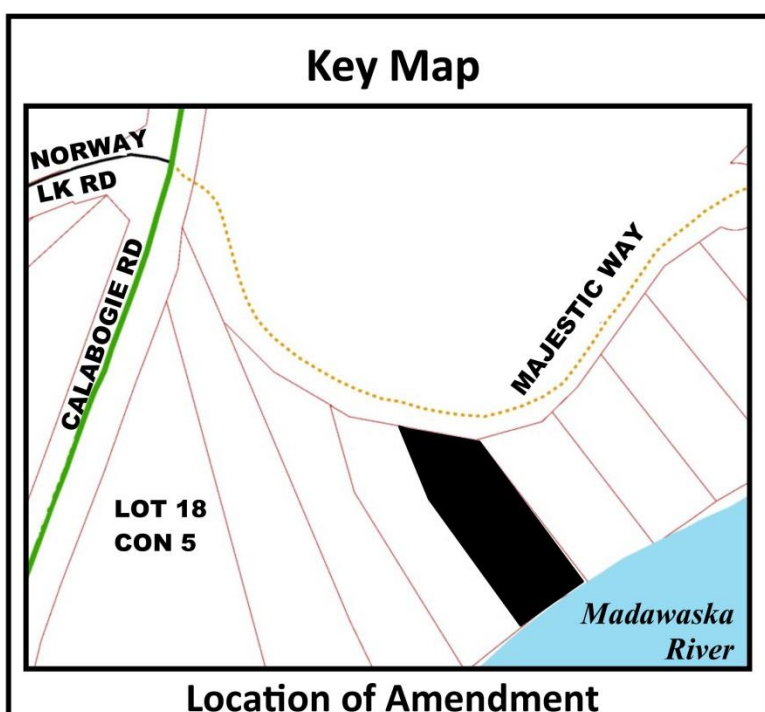 Key Map
NORWAY
LK RD
CALABOGIE RD
MAJESTIC WAY
LOT 18
CON 5
Madawaska
River
Location of Amendment